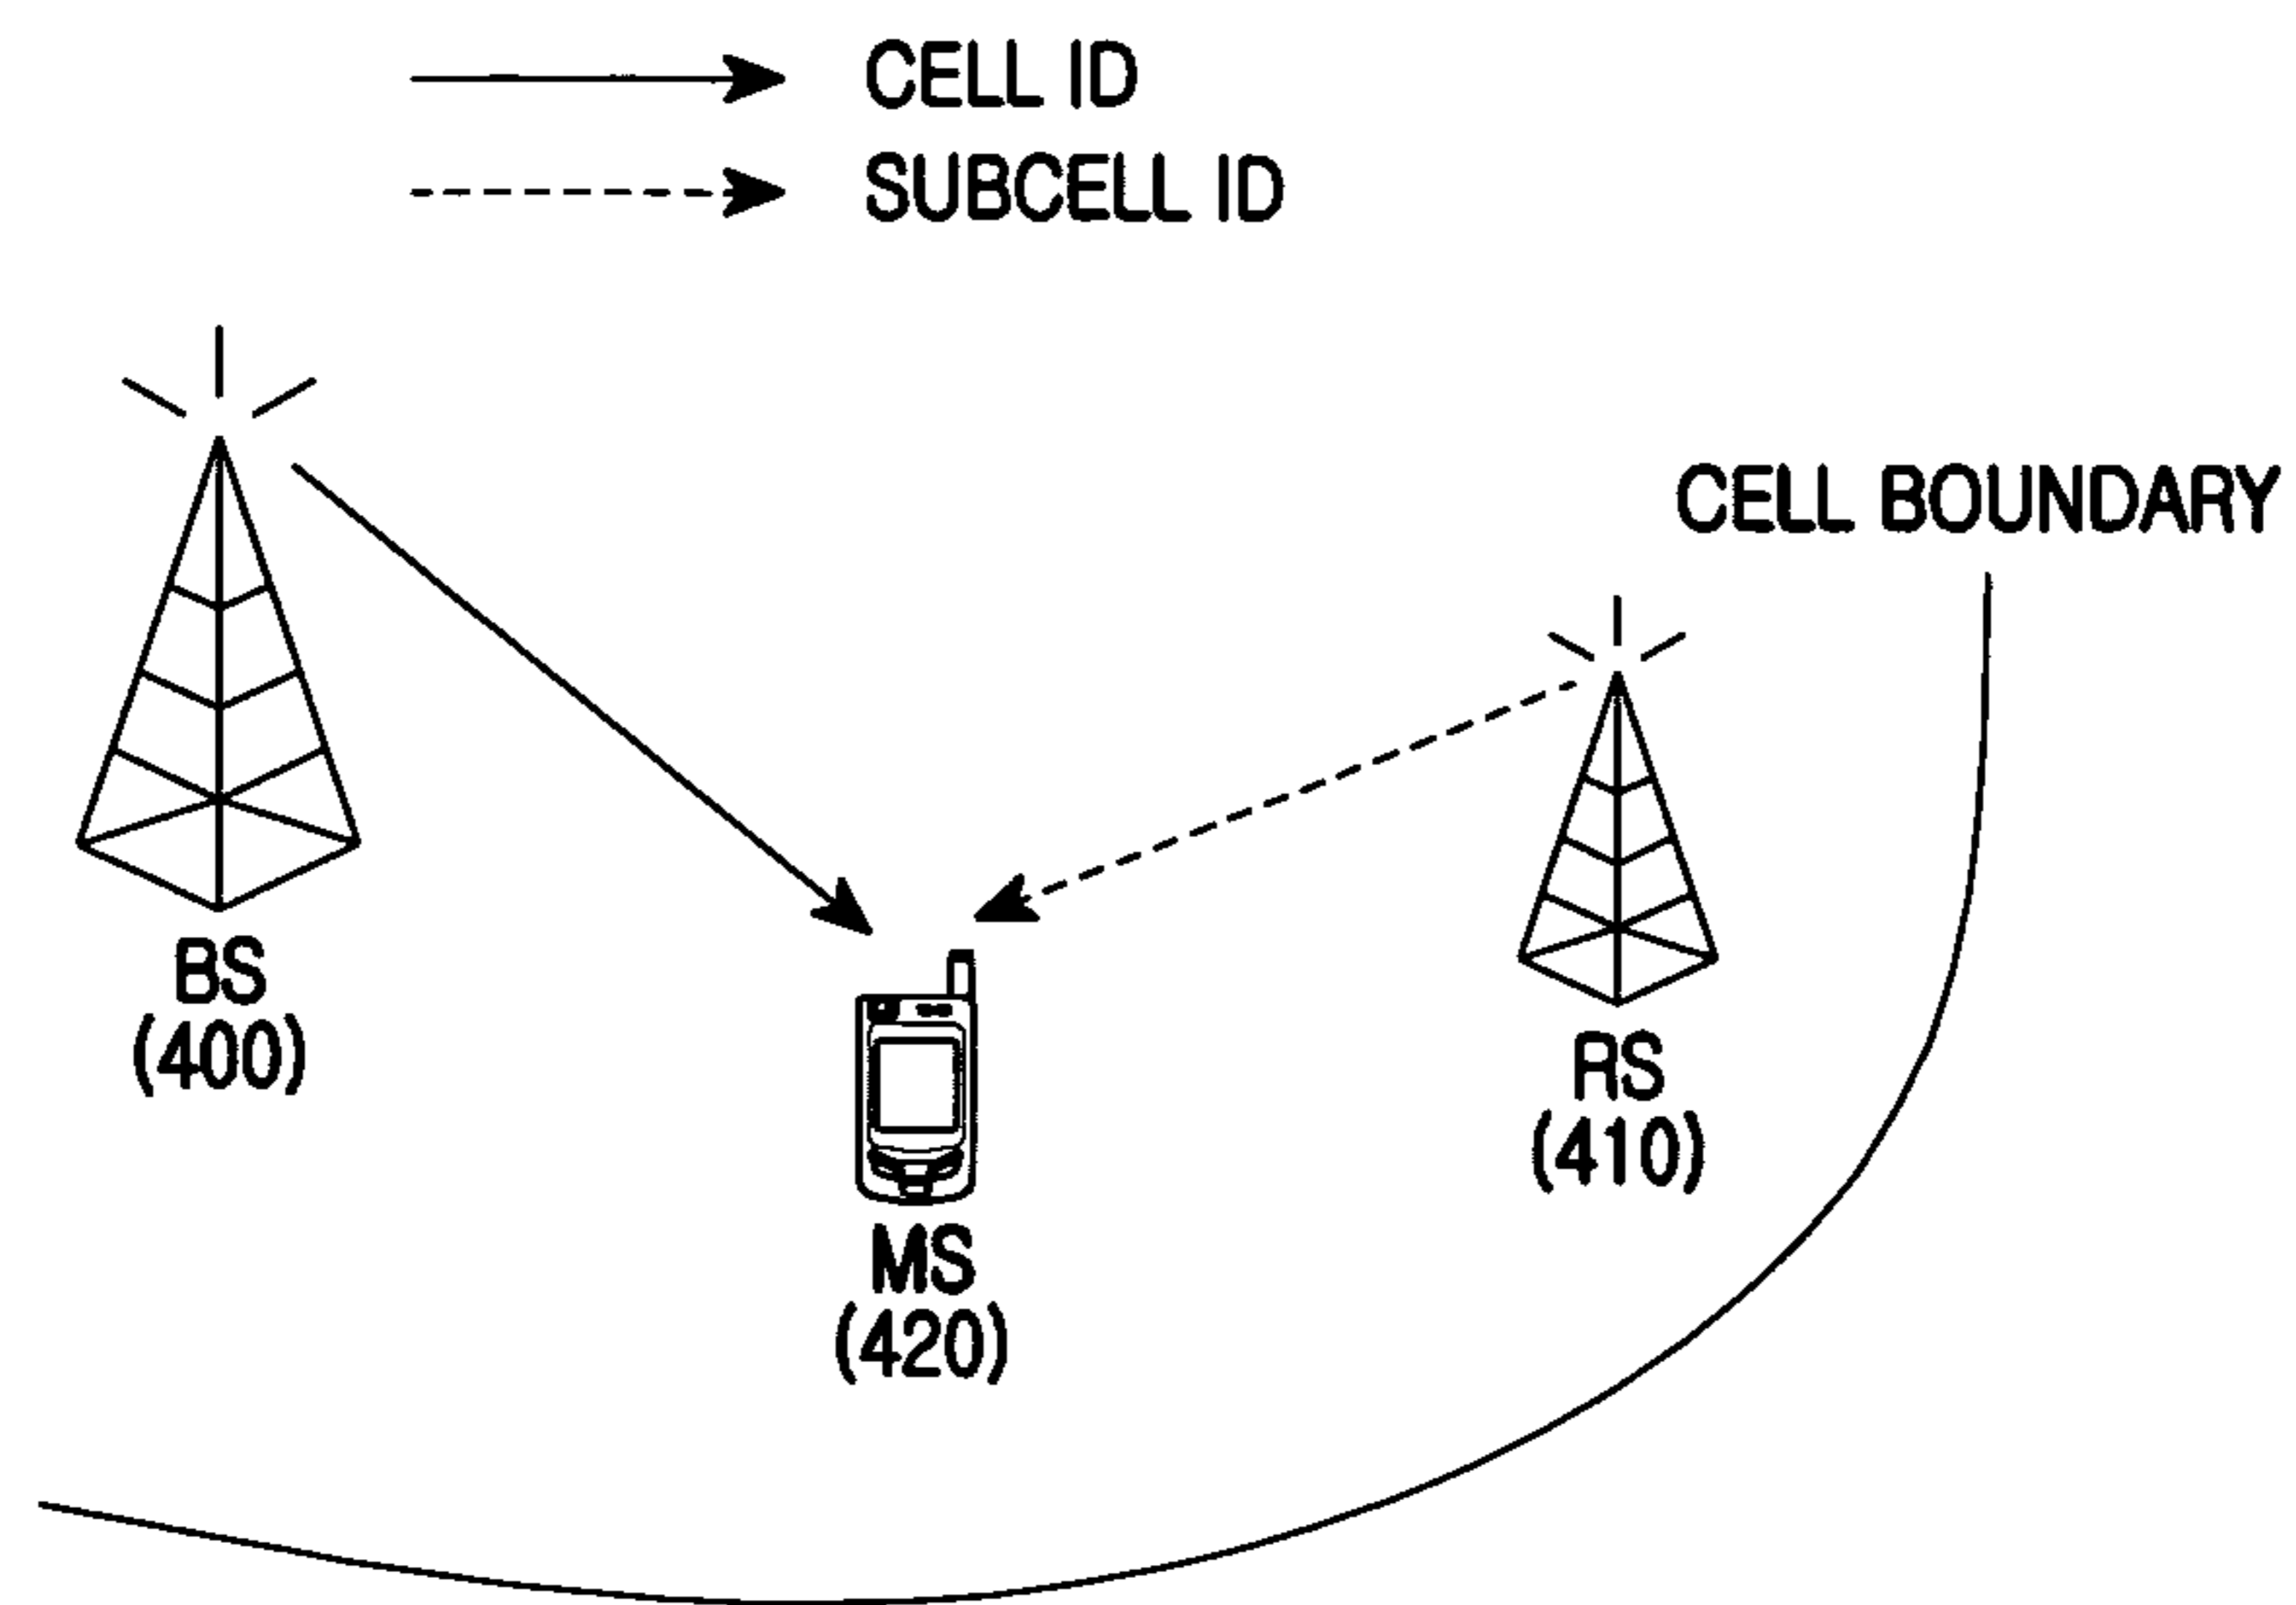 CELL ID
SUBCELL ID
CELL BOUNDARY
BS
(400)
RS
(410)
MS
(420)